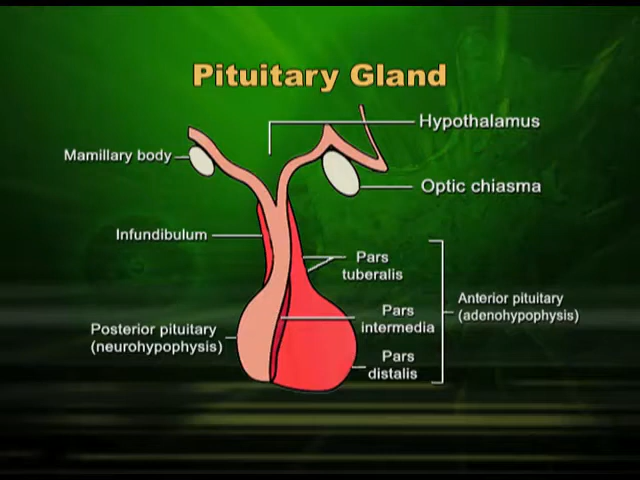 Pituitary Gland
Hypothalamus
Mamillary body
Optic chiasma
Infundibulum
Pars
tuberalis
Anterior pituitary
(adenohypophysis)
Pars
intermedia
Posterior pituitary
(neurohypophysis)
Pars
distalis